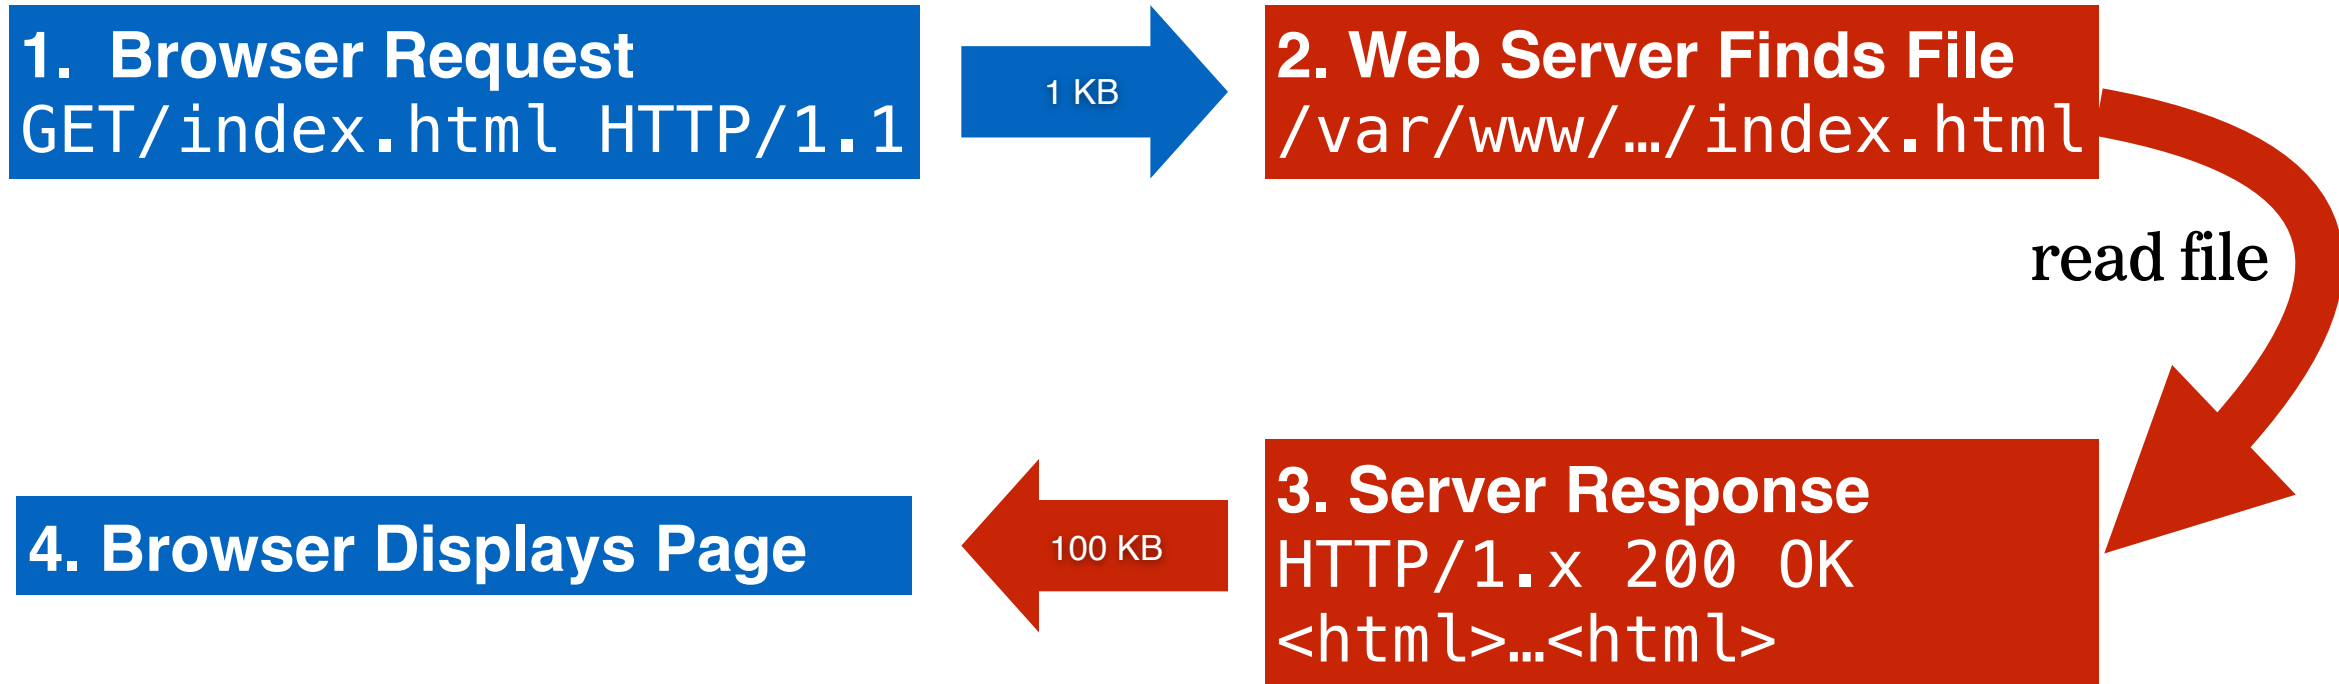 1. Browser Request
GET/index.html HTTP/1.1
1 KB
2. Web Server Finds File
/var/www/…/index.html
read file
3. Server Response
HTTP/1.x 200 OK
<html>…<html>
100 KB
4. Browser Displays Page